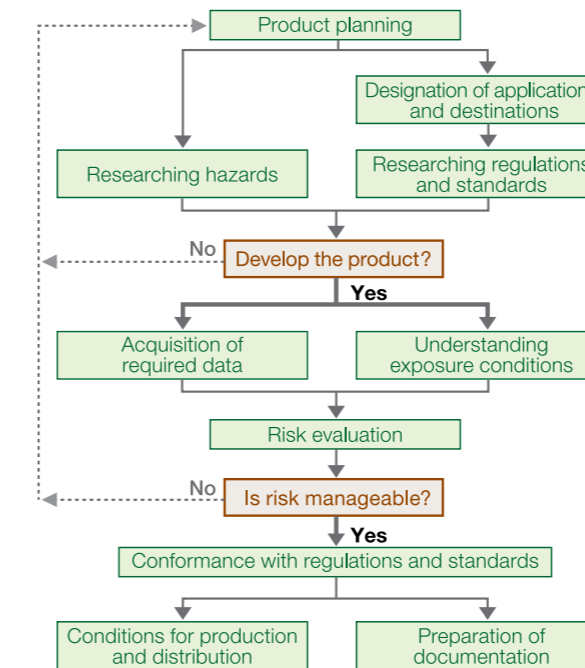 Product planning
Designation of application
and destinations
Researching hazards
Researching regulations
and standards
No
Develop the product?
Yes
Acquisition of
required data
Understanding
exposure conditions
Risk evaluation
No
Is risk manageable?
Yes
Conformance with regulations and standards
Conditions for production
and distribution
Preparation of
documentation